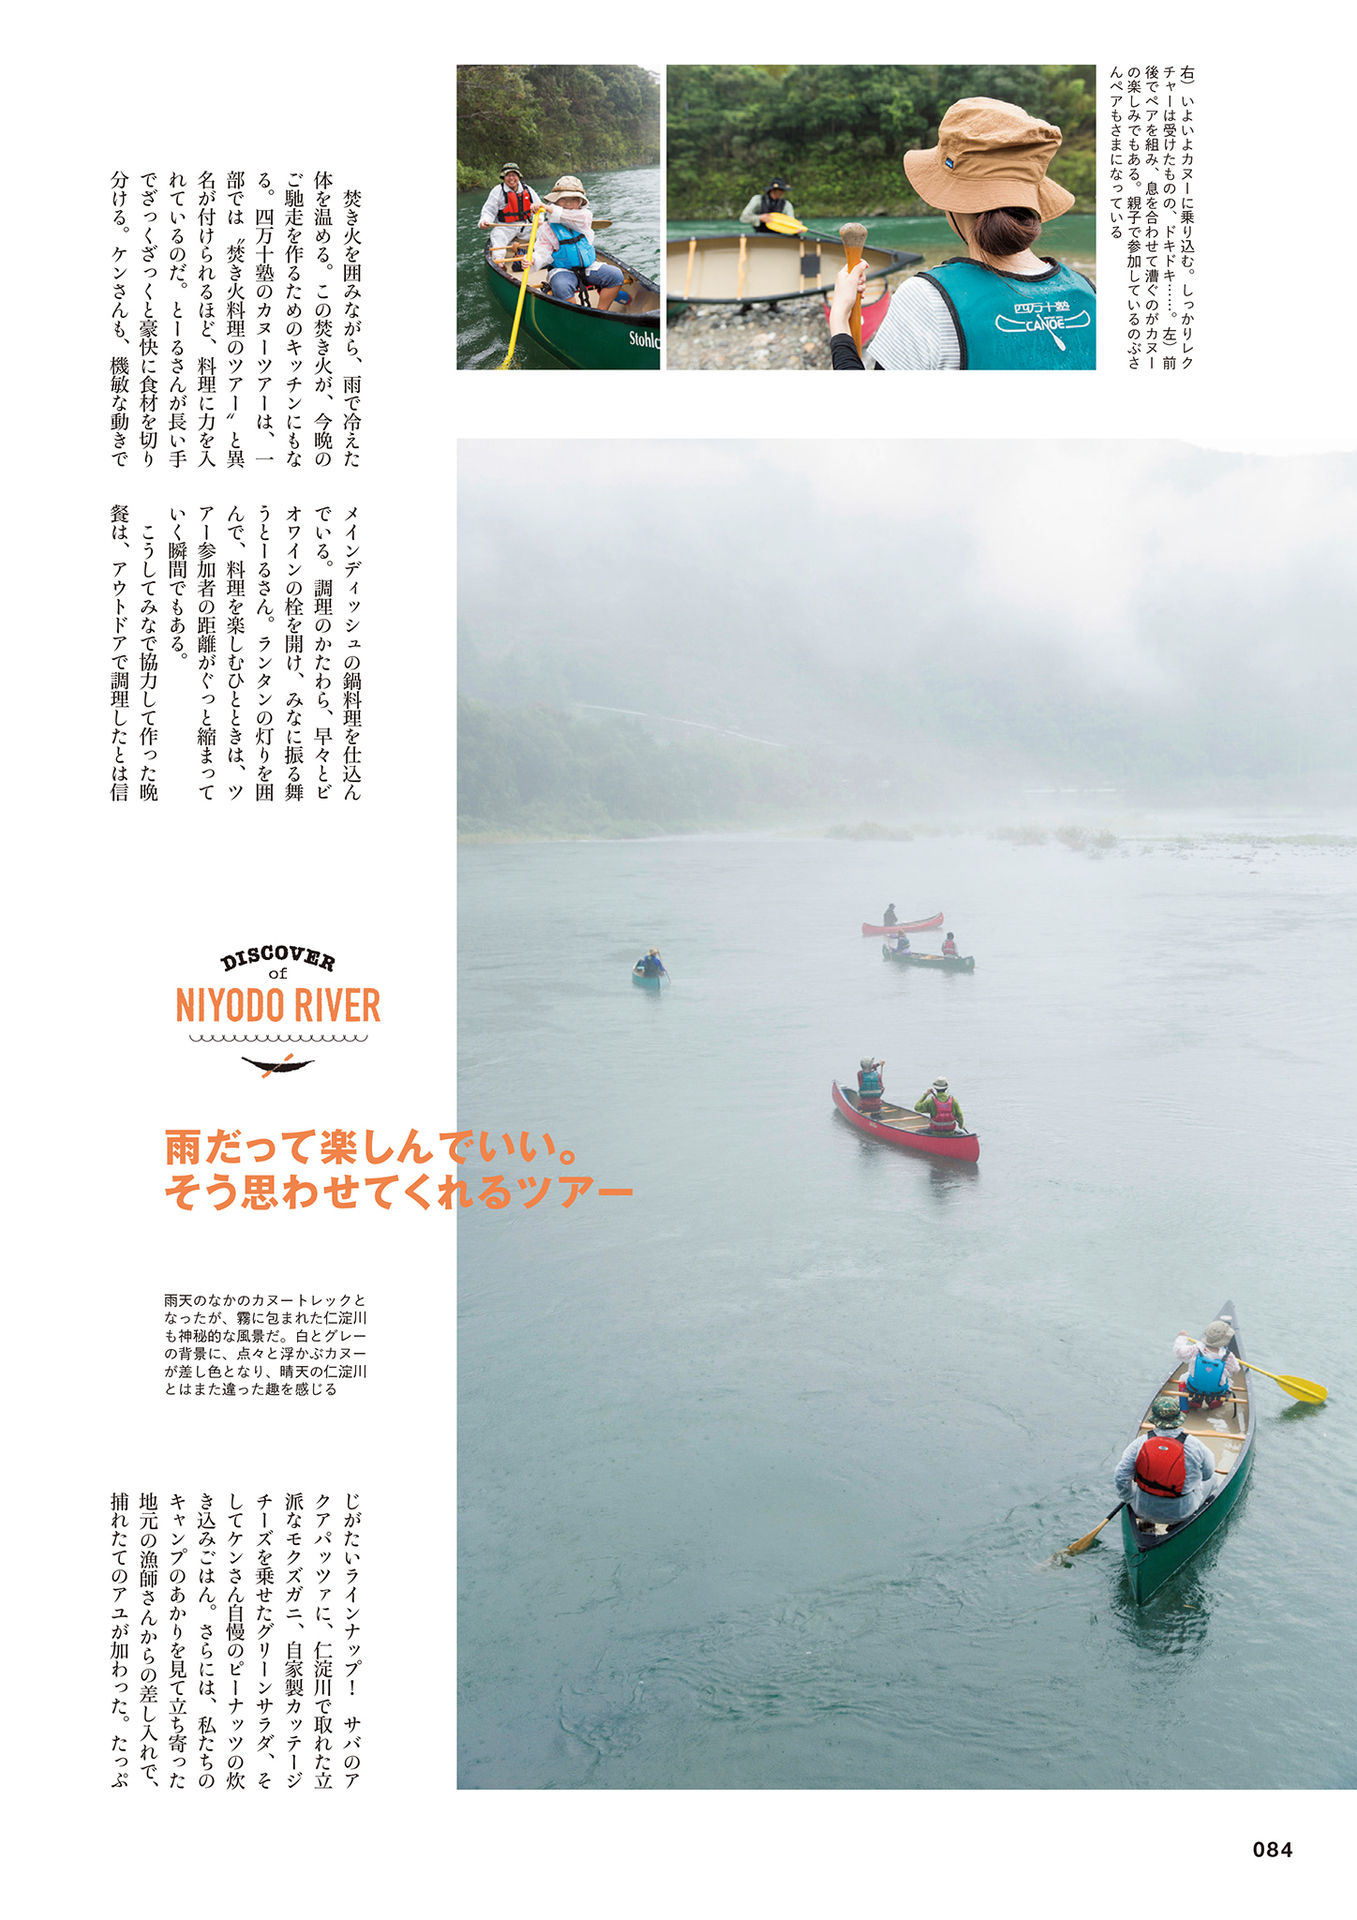 右）いよいよカヌーに乗り込む。しっかりレク
チャーは受けたものの、ドキドキ……。左）前
後でペアを組み、息を合わせて漕ぐのがカヌー
の楽しみでもある。親子で参加しているのぶさ
んペアもさまになっている
四万十塾
CANOE
Stohlc
焚き火を囲みながら、雨で冷えた
体を温める。この焚き火が、今晩の
ご馳走を作るためのキッチンにもな
る。四万十塾のカヌーツアーは、一
部では〝焚き火料理のツアー〟と異
名が付けられるほど、料理に力を入
れているのだ。とーるさんが長い手
でざっくざっくと豪快に食材を切り
分ける。ケンさんも、機敏な動きで
メインディッシュの鍋料理を仕込ん
でいる。調理のかたわら、早々とビ
オワインの栓を開け、みなに振る舞
うとーるさん。ランタンの灯りを囲
んで、料理を楽しむひとときは、ツ
アー参加者の距離がぐっと縮まって
いく瞬間でもある。
こうしてみなで協力して作った晩
餐は、アウトドアで調理したとは信
DISCOVER
of
NIYODO RIVER
雨だって楽しんでいい。
そう思わせてくれるツアー
雨天のなかのカヌートレックと
なったが、霧に包まれた仁淀川
も神秘的な風景だ。白とグレー
の背景に、点々と浮かぶカヌー
が差し色となり、晴天の仁淀川
とはまた違った趣を感じる
じがたいラインナップ！　サバのア
クアパッツァに、仁淀川で取れた立
派なモクズガニ、自家製カッテージ
チーズを乗せたグリーンサラダ、そ
してケンさん自慢のピーナッツの炊
き込みごはん。さらには、私たちの
キャンプのあかりを見て立ち寄った
地元の漁師さんからの差し入れで、
捕れたてのアユが加わった。たっぷ
084